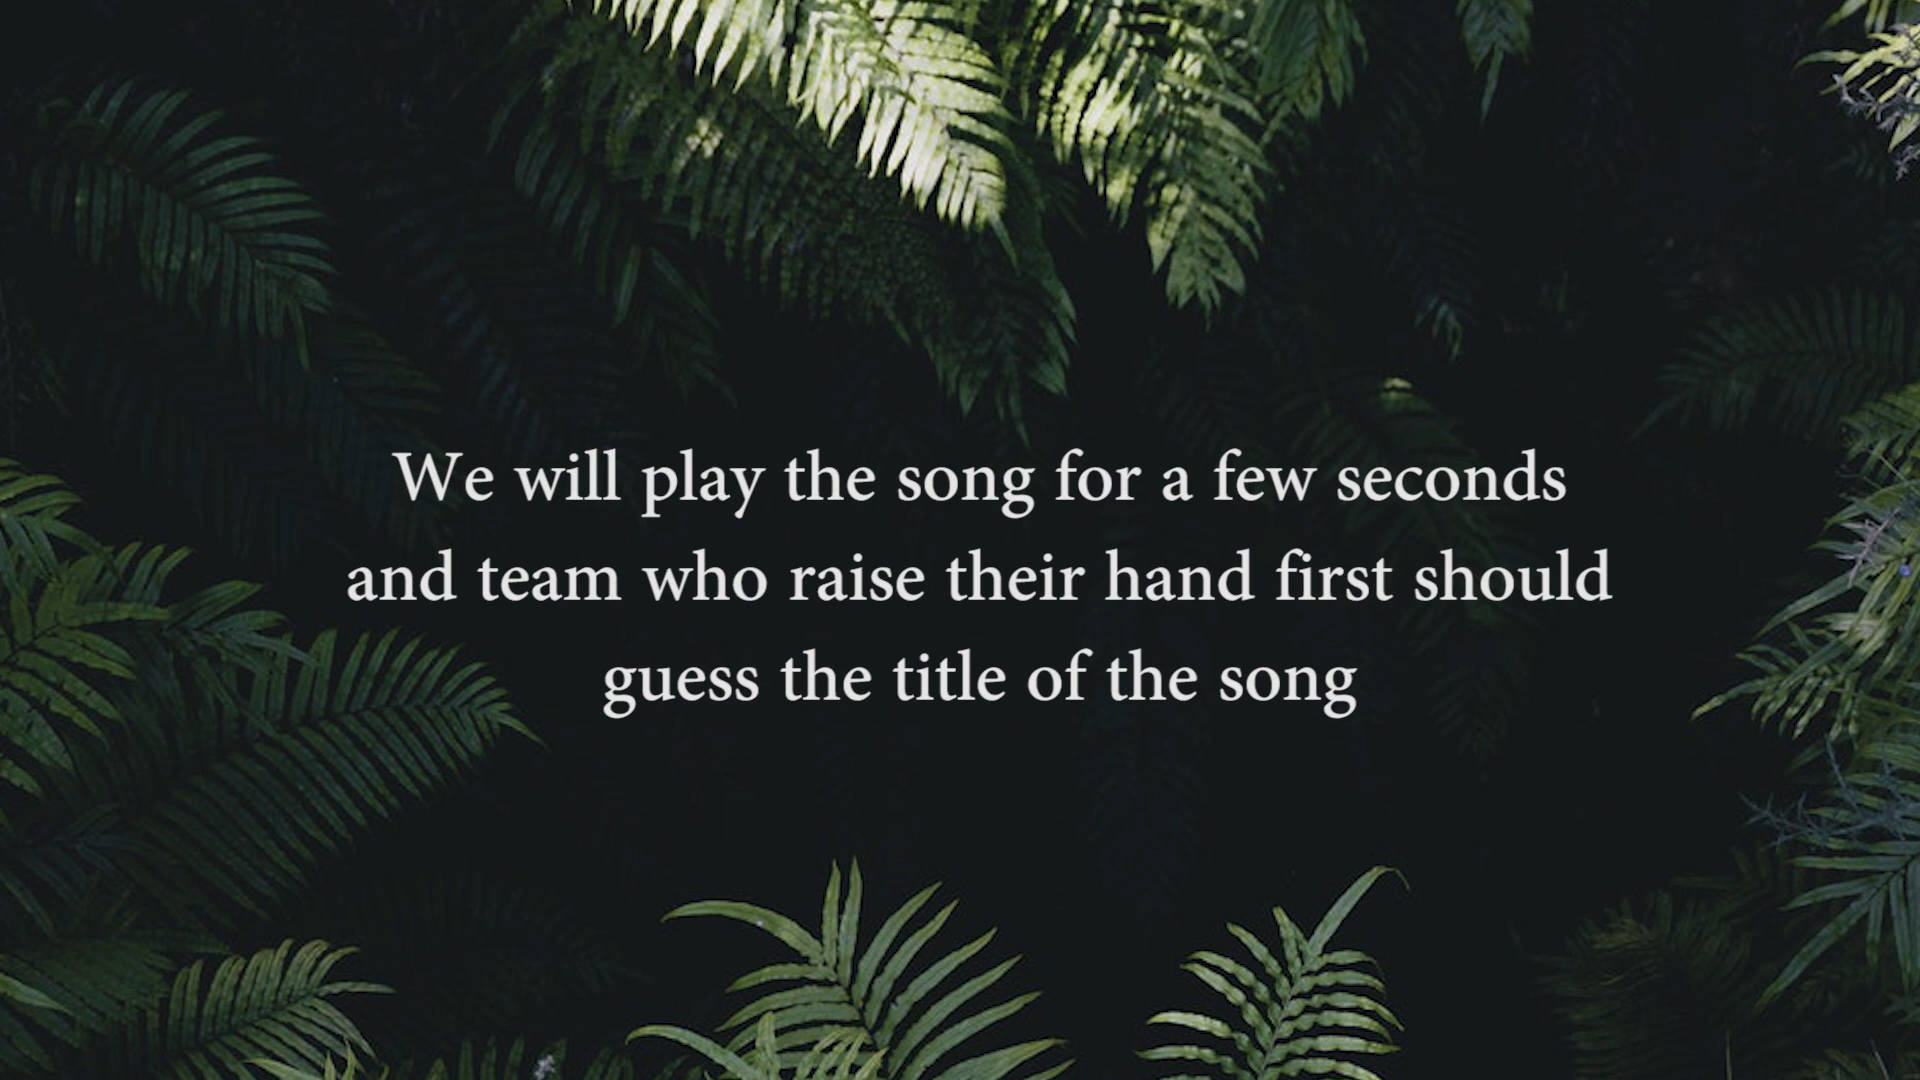 We will play the song for a few seconds
and team who raise their hand first should
guess the title of the song